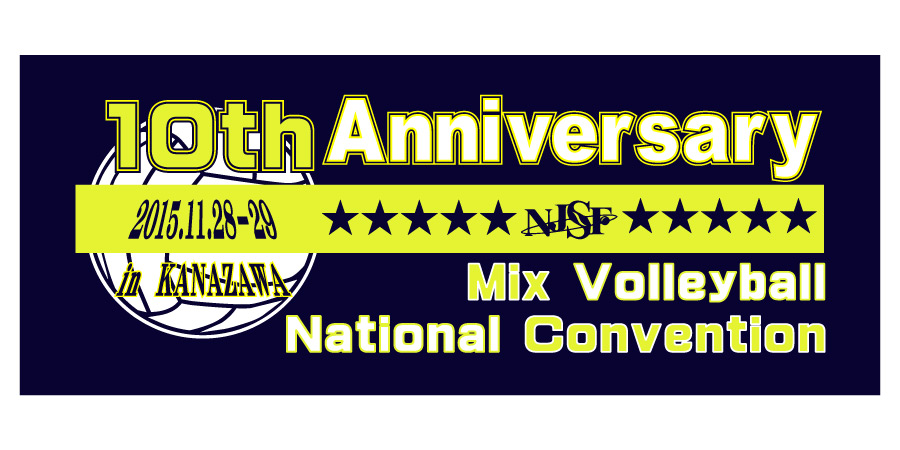 10th Anniversary
2015.11.28-29 ★★★★★ NJSF ★★★★★
in KANAZAWA
Mix Volleyball
National Convention